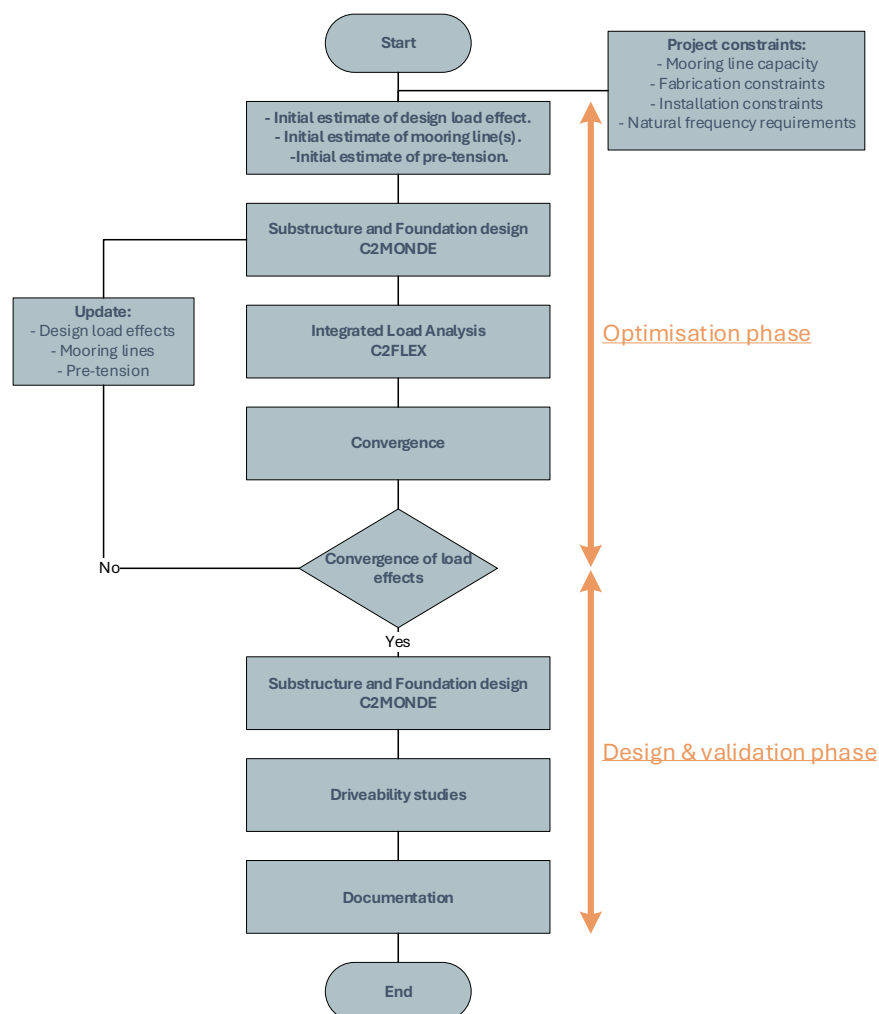 Start
Project constraints:
- Mooring line capacity
- Fabrication constraints
- Installation constraints
- Natural frequency requirements
- Initial estimate of design load effect.
- Initial estimate of mooring line(s).
-Initial estimate of pre-tension.
Substructure and Foundation design
C2MONDE
Update:
- Design load effects
- Mooring lines
- Pre-tension
Integrated Load Analysis
C2FLEX
Optimisation phase
Convergence
Convergence of load
effects
No
Yes
Substructure and Foundation design
C2MONDE
Design & validation phase
Driveability studies
Documentation
End